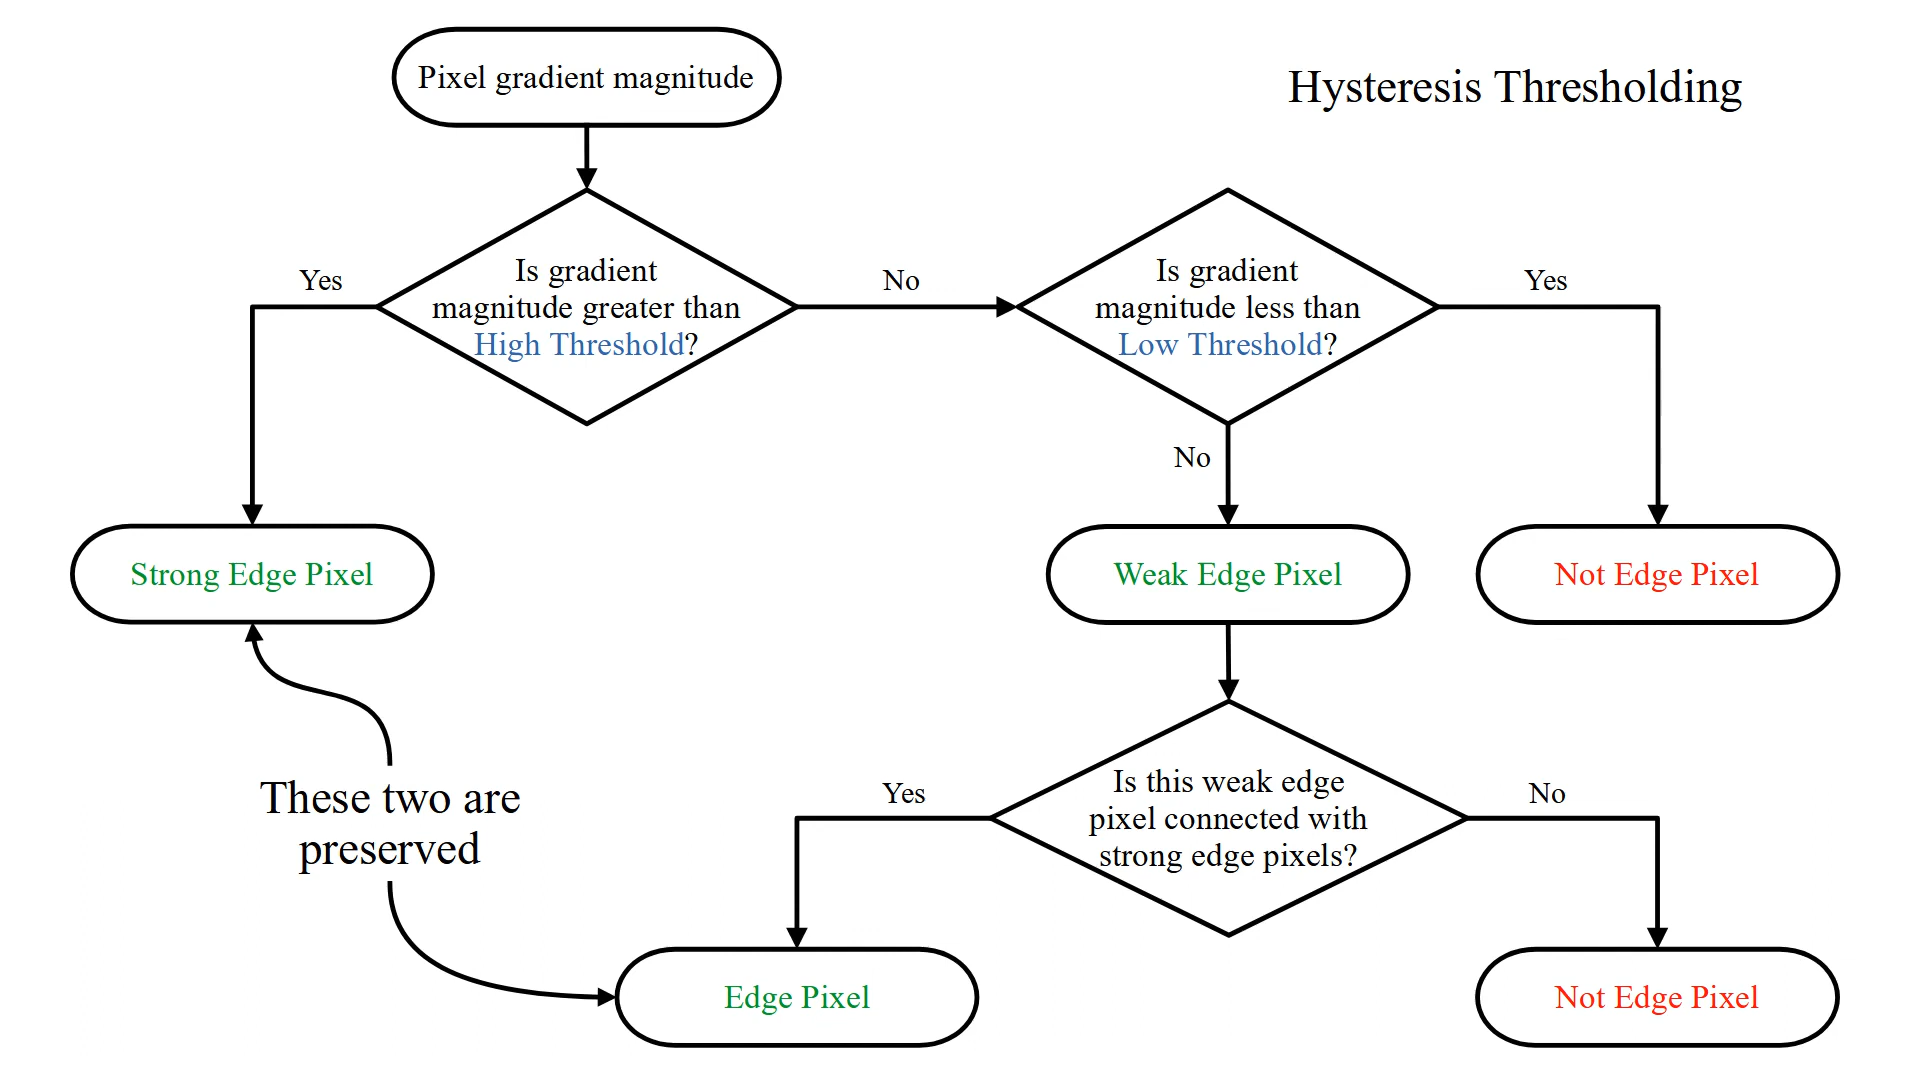 Pixel gradient magnitude
Hysteresis Thresholding
Is gradient
magnitude greater than
High Threshold?
Yes
No
Is gradient
magnitude less than
Low Threshold?
Yes
No
Strong Edge Pixel
Weak Edge Pixel
Not Edge Pixel
These two are
preserved
Is this weak edge
pixel connected with
strong edge pixels?
Yes
No
Edge Pixel
Not Edge Pixel